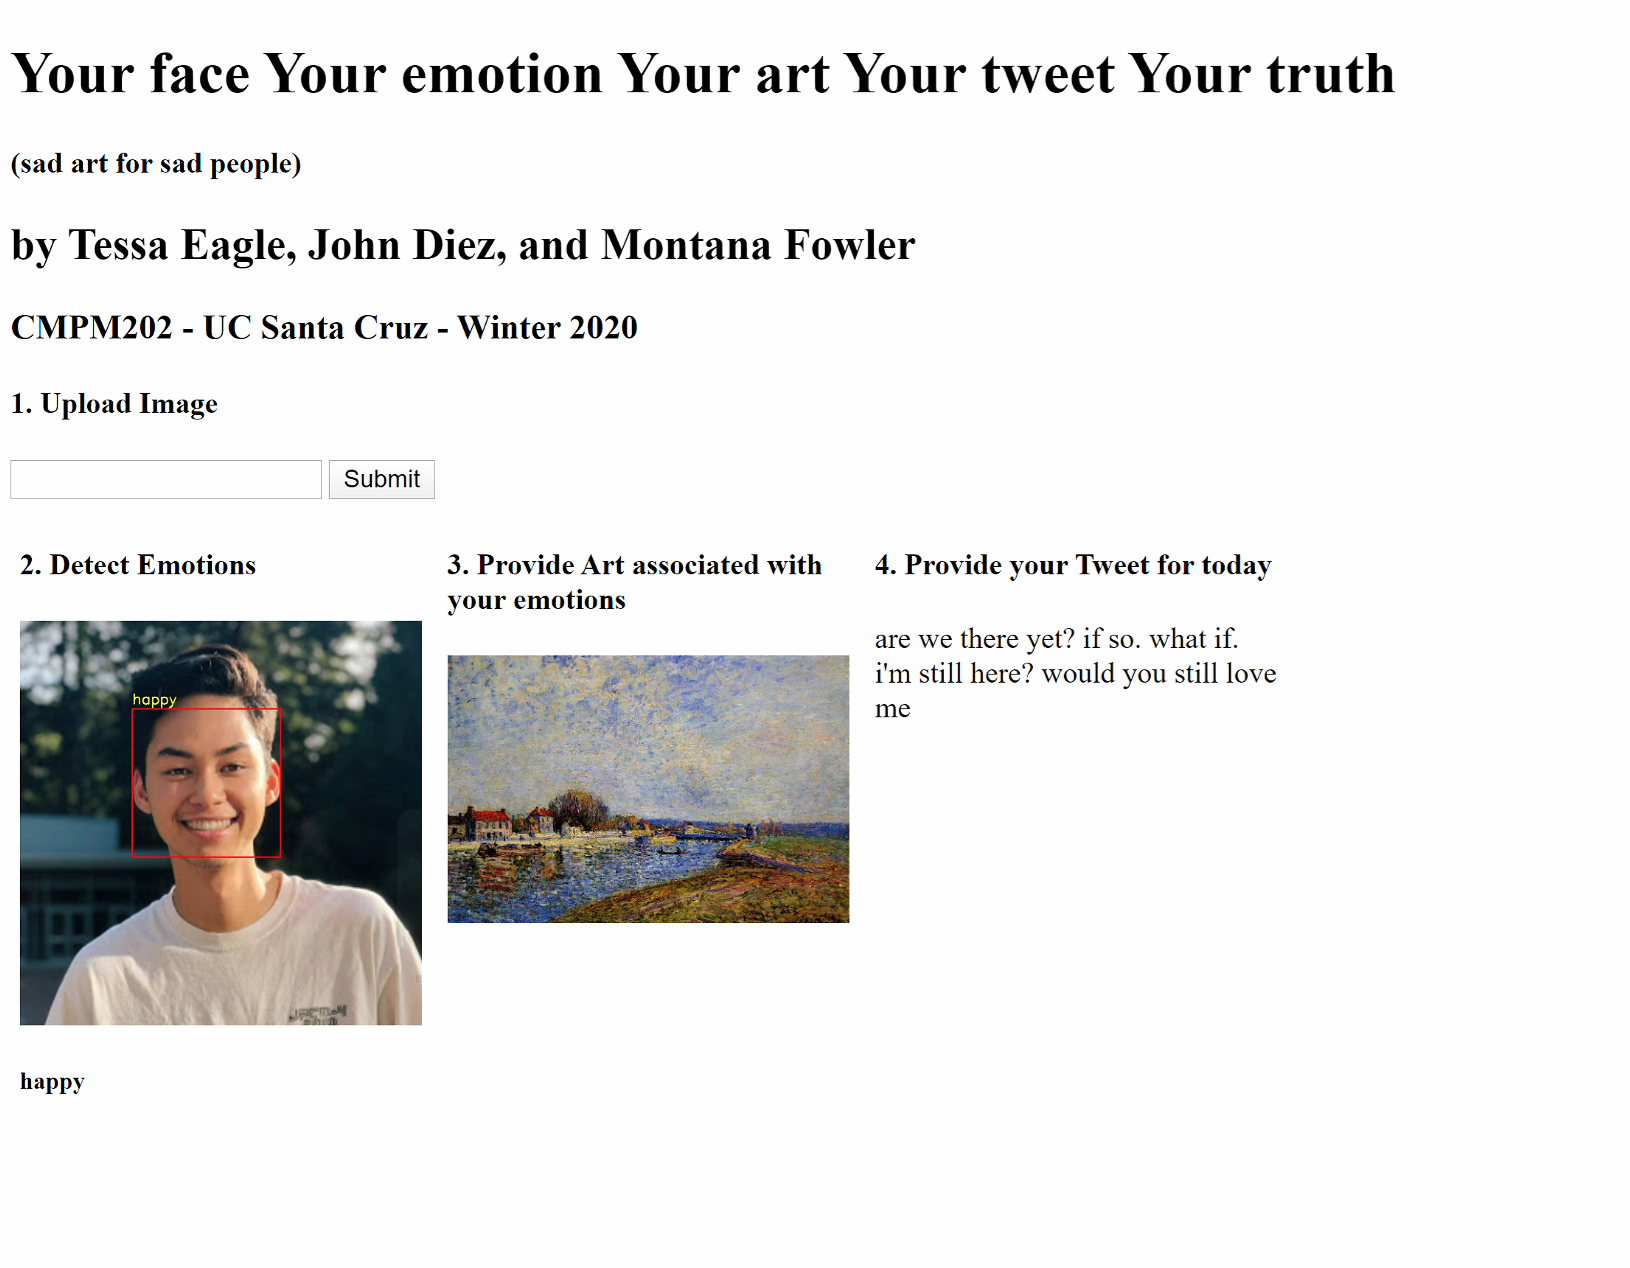 Your face Your emotion Your art Your tweet Your truth
(sad art for sad people)
by Tessa Eagle, John Diez, and Montana Fowler
CMPM202 - UC Santa Cruz - Winter 2020
1. Upload Image
Submit
2. Detect Emotions
happy
happy
3. Provide Art associated with
your emotions
4. Provide your Tweet for today
are we there yet? if so. what if.
i'm still here? would you still love
me